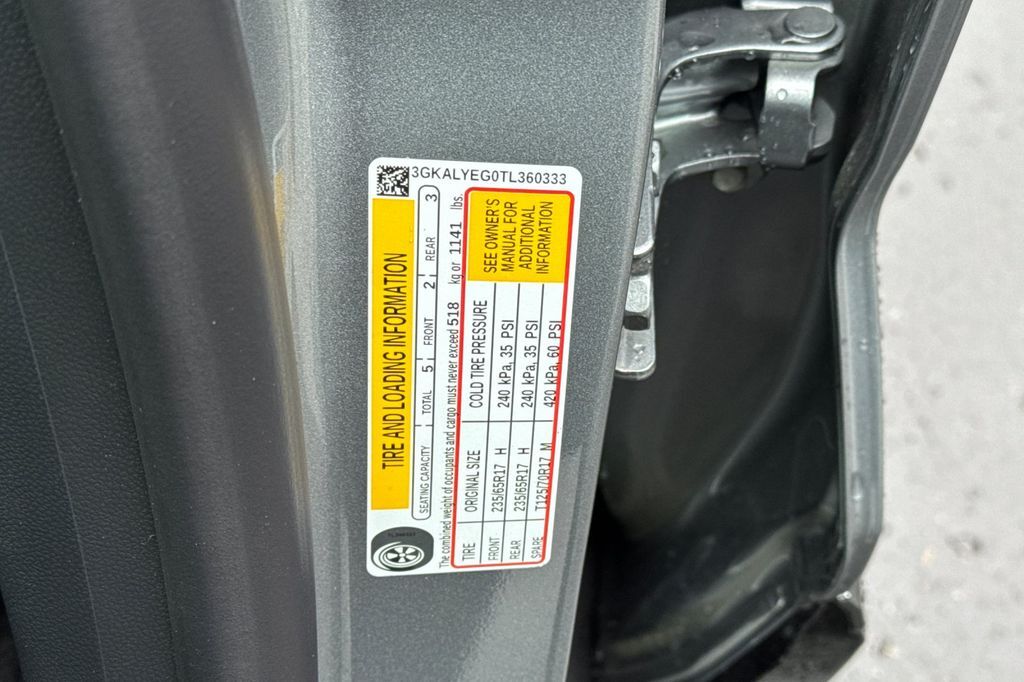 3GKALYEG0TL360333
TIRE AND LOADING INFORMATION
SEATING CAPACITY TOTAL 5 FRONT 2 REAR 3
The combined weight of occupants and cargo must never exceed 518 kg or 1141 lbs.
TIRE ORIGINAL SIZE COLD TIRE PRESSURE
FRONT 235/65R17 H 240 kPa, 35 PSI
REAR 235/65R17 H 240 kPa, 35 PSI
SPARE T125/70R17 M 420 kPa, 60 PSI
SEE OWNER'S
MANUAL FOR
ADDITIONAL
INFORMATION